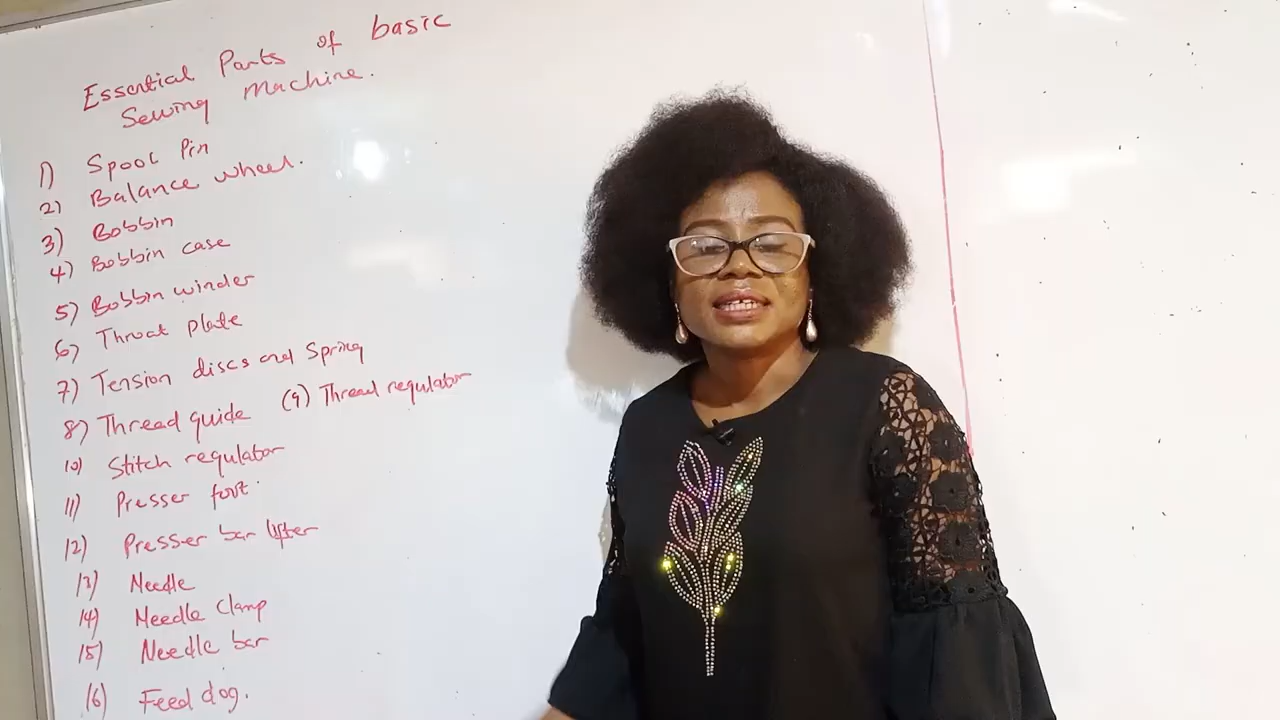 Essential Parts of basic
Sewing Machine.
1) Spool Pin
2) Balance wheel.
3) Bobbin
4) Bobbin case
5) Bobbin winder
6) Throat plate
7) Tension discs and Spring
8) Thread guide (9) Thread regulator
10) Stitch regulator
11) Presser foot.
12) Presser bar lifter
13) Needle
14) Needle Clamp
15) Needle bar
16) Feed dog.